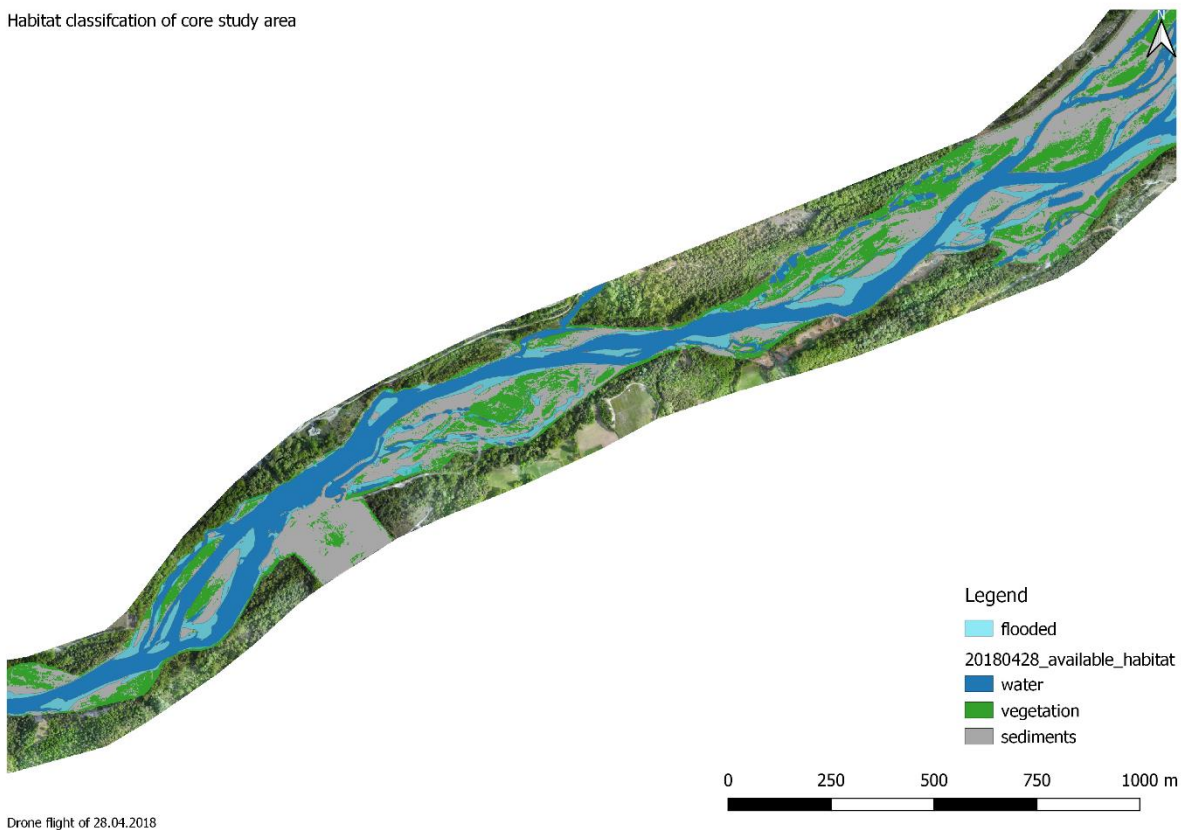 Habitat classifcation of core study area
N
Legend
flooded
20180428_available_habitat
water
vegetation
sediments
0 250 500 750 1000 m
Drone flight of 28.04.2018